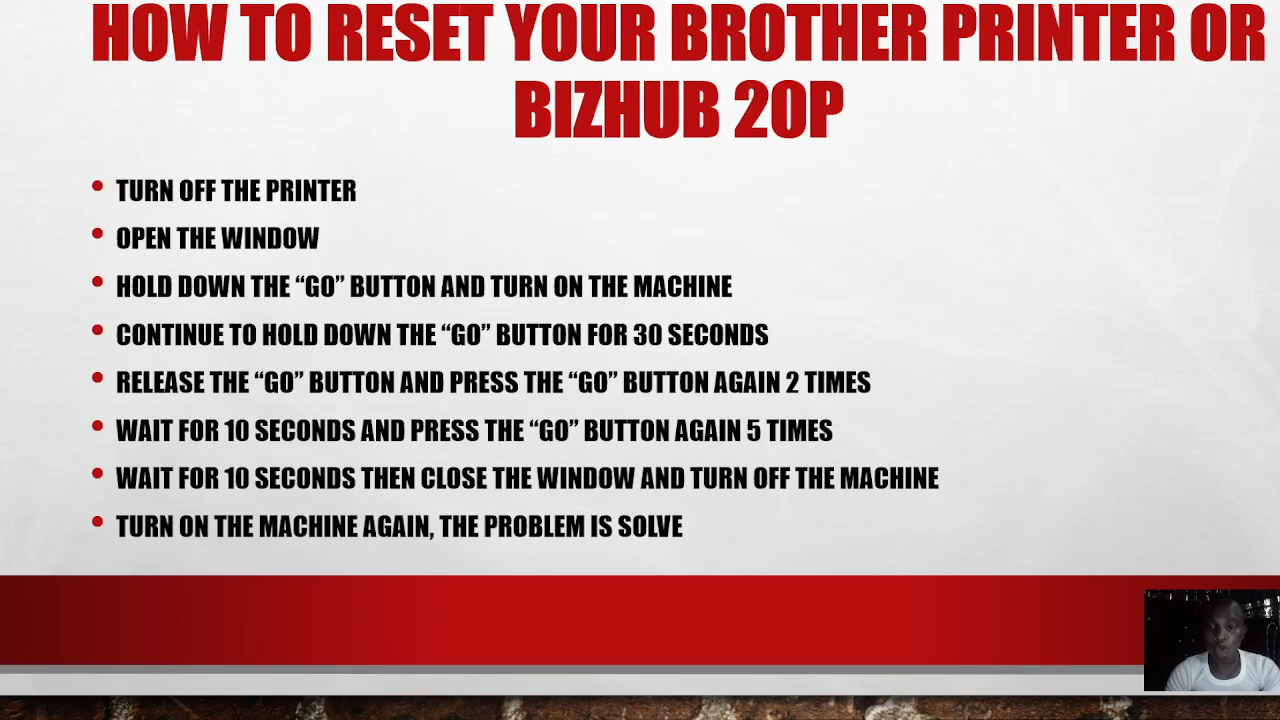 HOW TO RESET YOUR BROTHER PRINTER OR
BIZHUB 20P
• TURN OFF THE PRINTER
• OPEN THE WINDOW
• HOLD DOWN THE “GO” BUTTON AND TURN ON THE MACHINE
• CONTINUE TO HOLD DOWN THE “GO” BUTTON FOR 30 SECONDS
• RELEASE THE “GO” BUTTON AND PRESS THE “GO” BUTTON AGAIN 2 TIMES
• WAIT FOR 10 SECONDS AND PRESS THE “GO” BUTTON AGAIN 5 TIMES
• WAIT FOR 10 SECONDS THEN CLOSE THE WINDOW AND TURN OFF THE MACHINE
• TURN ON THE MACHINE AGAIN, THE PROBLEM IS SOLVE